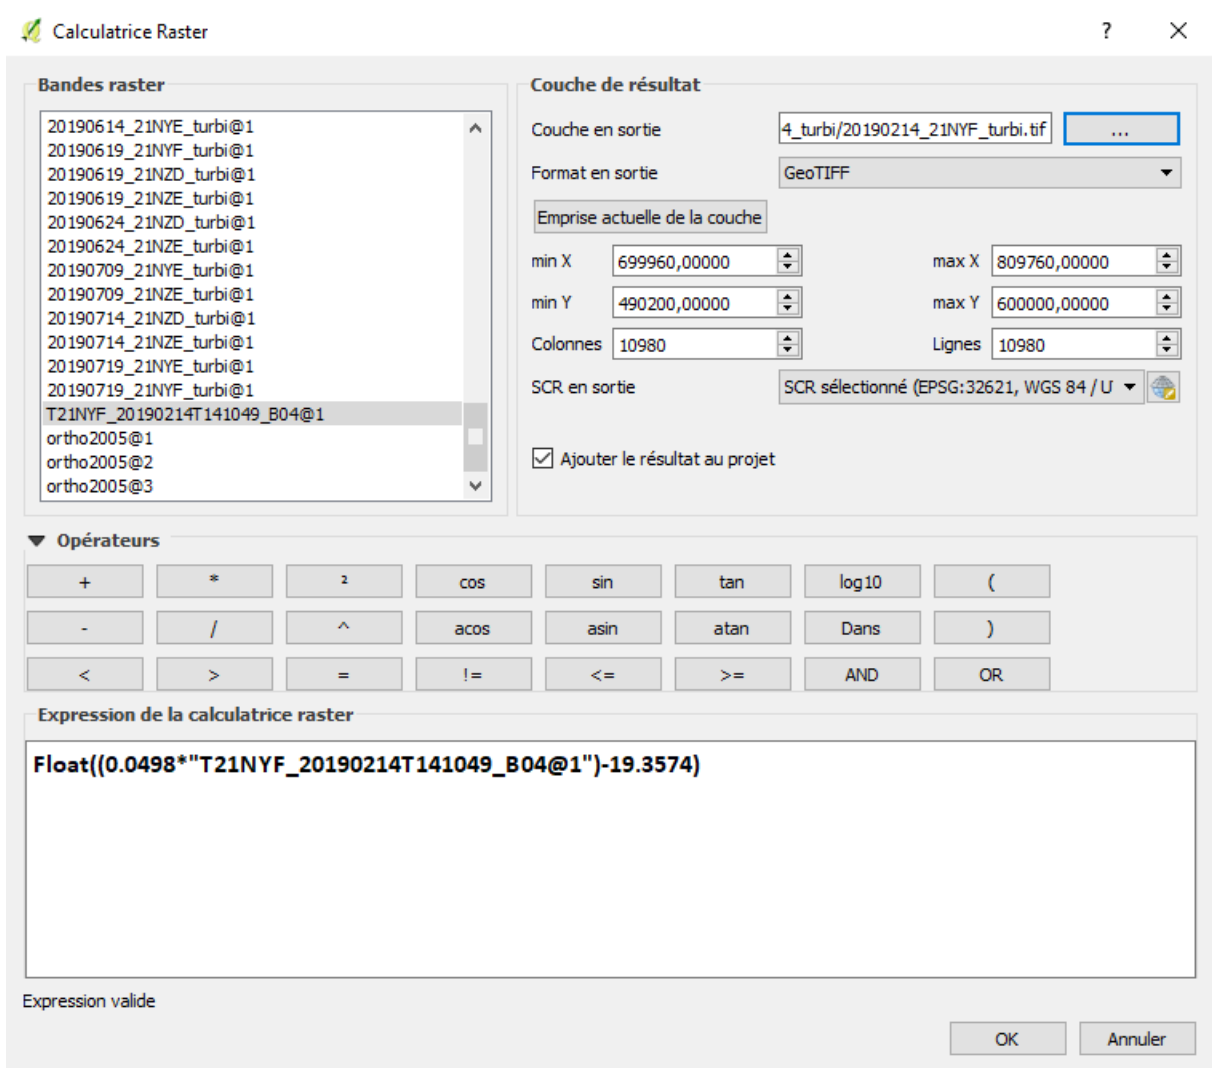 Calculatrice Raster
?
Bandes raster
20190614_21NYE_turbi@1
20190619_21NYF_turbi@1
20190619_21NZD_turbi@1
20190619_21NZE_turbi@1
20190624_21NZD_turbi@1
20190624_21NZE_turbi@1
20190709_21NYE_turbi@1
20190709_21NZE_turbi@1
20190714_21NZD_turbi@1
20190714_21NZE_turbi@1
20190719_21NYE_turbi@1
20190719_21NYF_turbi@1
T21NYF_20190214T141049_B04@1
ortho2005@1
ortho2005@2
ortho2005@3
Couche de résultat
Couche en sortie 4_turbi/20190214_21NYF_turbi.tif ...
Format en sortie GeoTIFF
Emprise actuelle de la couche
min X 699960,00000 max X 809760,00000
min Y 490200,00000 max Y 600000,00000
Colonnes 10980 Lignes 10980
SCR en sortie SCR sélectionné (EPSG:32621, WGS 84 / U
Ajouter le résultat au projet
Opérateurs
+ * ² cos sin tan log10 (
- / ^ acos asin atan Dans )
< > = != <= >= AND OR
Expression de la calculatrice raster
Float((0.0498*"T21NYF_20190214T141049_B04@1")-19.3574)
Expression valide
OK Annuler